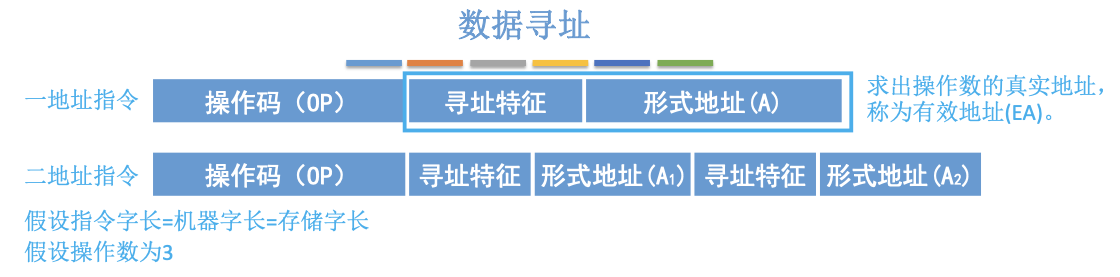 数据寻址
一地址指令 操作码（OP） 寻址特征 形式地址(A) 求出操作数的真实地址，
称为有效地址(EA)。
二地址指令 操作码（OP） 寻址特征 形式地址(A₁) 寻址特征 形式地址(A₂)
假设指令字长=机器字长=存储字长
假设操作数为3